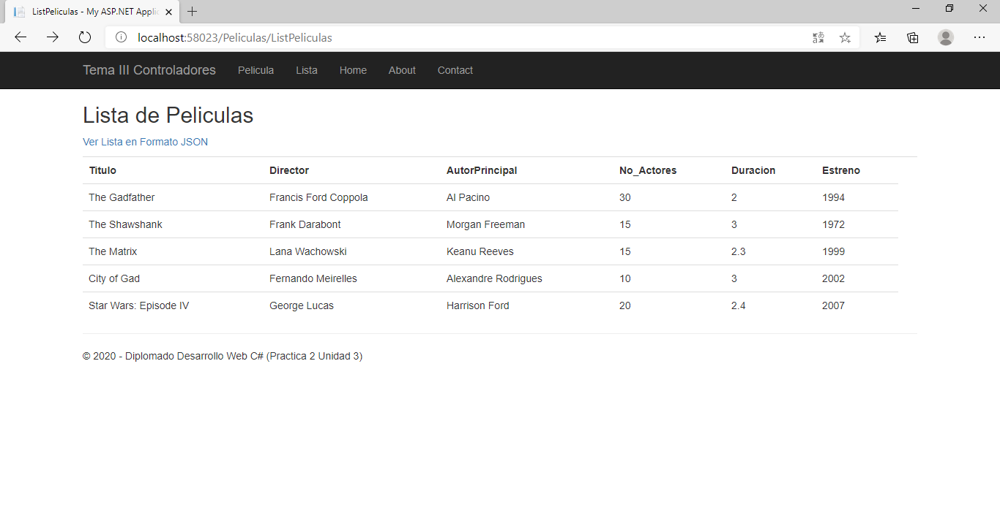 ListPeliculas - My ASP.NET Applic
localhost:58023/Peliculas/ListPeliculas
Tema III Controladores Pelicula Lista Home About Contact
Lista de Peliculas
Ver Lista en Formato JSON
Titulo Director AutorPrincipal No_Actores Duracion Estreno
The Gadfather Francis Ford Coppola Al Pacino 30 2 1994
The Shawshank Frank Darabont Morgan Freeman 15 3 1972
The Matrix Lana Wachowski Keanu Reeves 15 2.3 1999
City of Gad Fernando Meirelles Alexandre Rodrigues 10 3 2002
Star Wars: Episode IV George Lucas Harrison Ford 20 2.4 2007
© 2020 - Diplomado Desarrollo Web C# (Practica 2 Unidad 3)